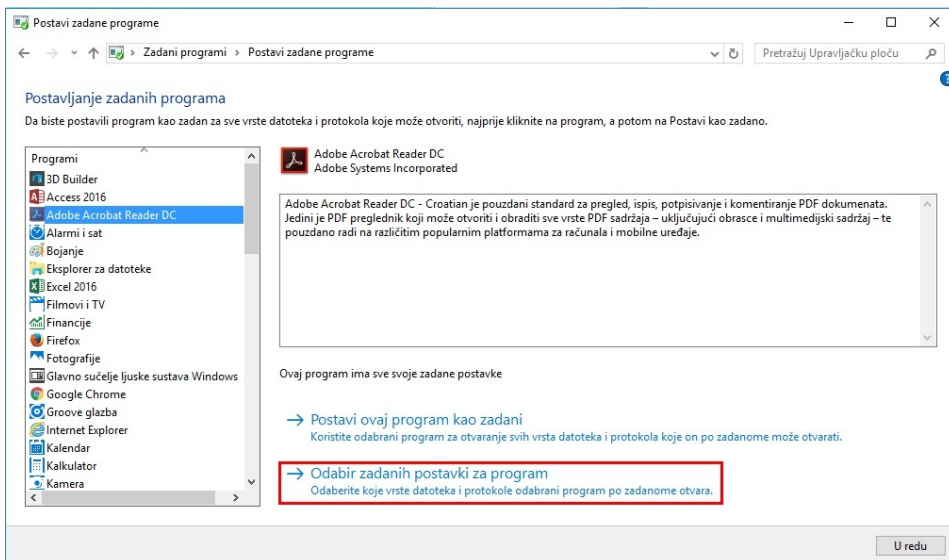 Postavi zadane programe
Zadani programi > Postavi zadane programe
Pretražuj Upravljačku ploču
?
Postavljanje zadanih programa
Da biste postavili program kao zadan za sve vrste datoteka i protokola koje može otvoriti, najprije kliknite na program, a potom na Postavi kao zadano.
Programi
3D Builder
Access 2016
Adobe Acrobat Reader DC
Alarmi i sat
Bojanje
Eksplorer za datoteke
Excel 2016
Filmovi i TV
Financije
Firefox
Fotografije
Glavno sučelje ljuske sustava Windows
Google Chrome
Groove glazba
Internet Explorer
Kalendar
Kalkulator
Kamera
Adobe Acrobat Reader DC
Adobe Systems Incorporated
Adobe Acrobat Reader DC - Croatian je pouzdani standard za pregled, ispis, potpisivanje i komentiranje PDF dokumenata.
Jedini je PDF preglednik koji može otvoriti i obraditi sve vrste PDF sadržaja – uključujući obrasce i multimedijski sadržaj – te
pouzdano radi na različitim popularnim platformama za računala i mobilne uređaje.
Ovaj program ima sve svoje zadane postavke
Postavi ovaj program kao zadani
Koristite odabrani program za otvaranje svih vrsta datoteka i protokola koje on po zadanome može otvarati.
Odabir zadanih postavki za program
Odaberite koje vrste datoteka i protokole odabrani program po zadanome otvara.
U redu